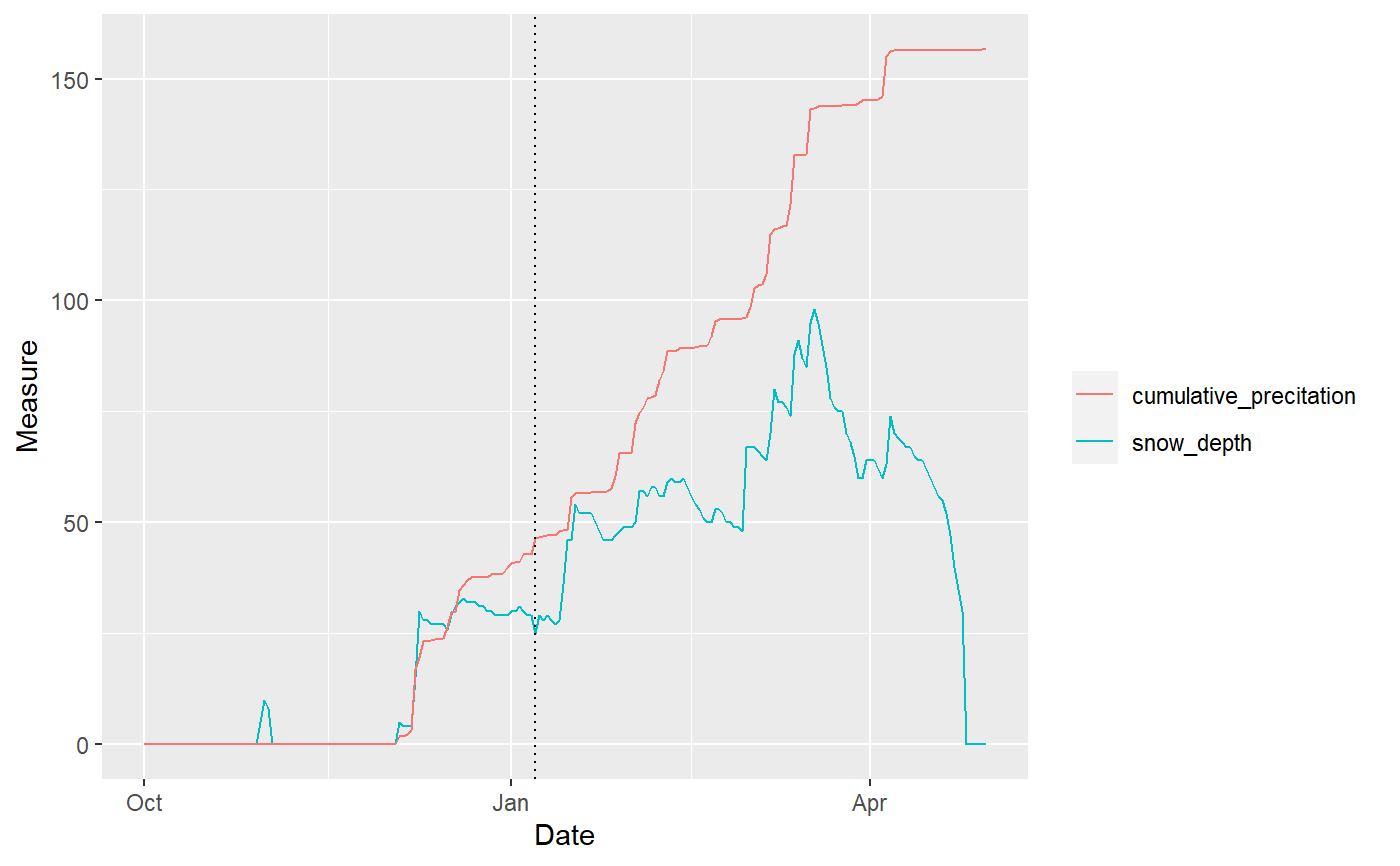 150
100
50
0
Measure
Oct
Jan
Apr
Date
cumulative_precitation
snow_depth